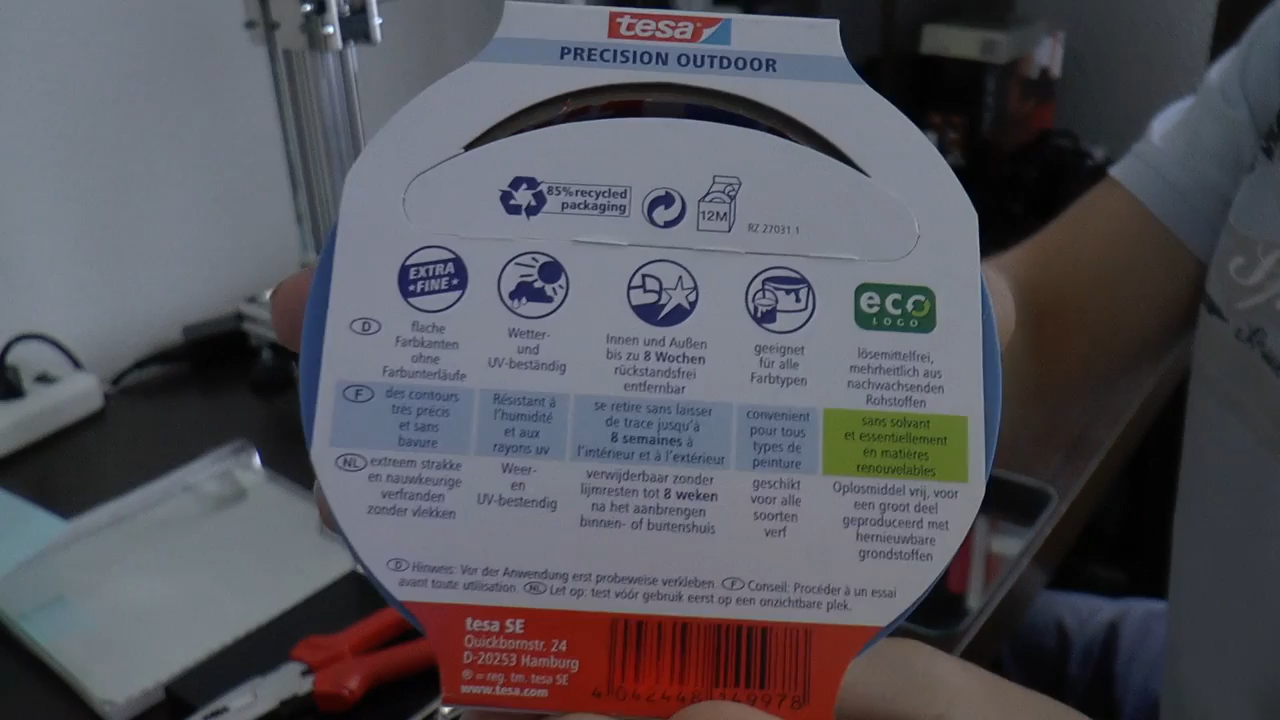 tesa
PRECISION OUTDOOR
85% recycled
packaging
12M
RZ 22031 1
EXTRA
FINE
eco
LOGO
D
flache
Farbkanten
ohne
Farbunterläufe
Wetter-
und
UV-beständig
Innen und Außen
bis zu 8 Wochen
rückstandsfrei
entfernbar
geeignet
für alle
Farbtypen
lösemittelfrei,
mehrheitlich aus
nachwachsenden
Rohstoffen
F
des contours
très précis
et sans
bavure
Résistant à
l'humidité
et aux
rayons uv
se retire sans laisser
de trace jusqu'à
8 semaines à
l'intérieur et à l'extérieur
convenient
pour tous
types de
peinture
sans solvant
et essentiellement
en matières
renouvelables
NL
extreem strakke
en nauwkeurige
verfranden
zonder vlekken
Weer-
en
UV-bestendig
verwijderbaar zonder
lijmresten tot 8 weken
na het aanbrengen
binnen- of buitenshuis
geschikt
voor alle
soorten
verf
Oplosmiddel vrij, voor
een groot deel
geproduceerd met
hernieuwbare
grondstoffen
D Hinweis: Vor der Anwendung erst probeweise verkleben. F Conseil: Procéder à un essai
avant toute utilisation. NL Let op: test vóór gebruik eerst op een onzichtbare plek.
tesa SE
Quickbornstr. 24
D-20253 Hamburg
® = reg. tm. tesa SE
www.tesa.com